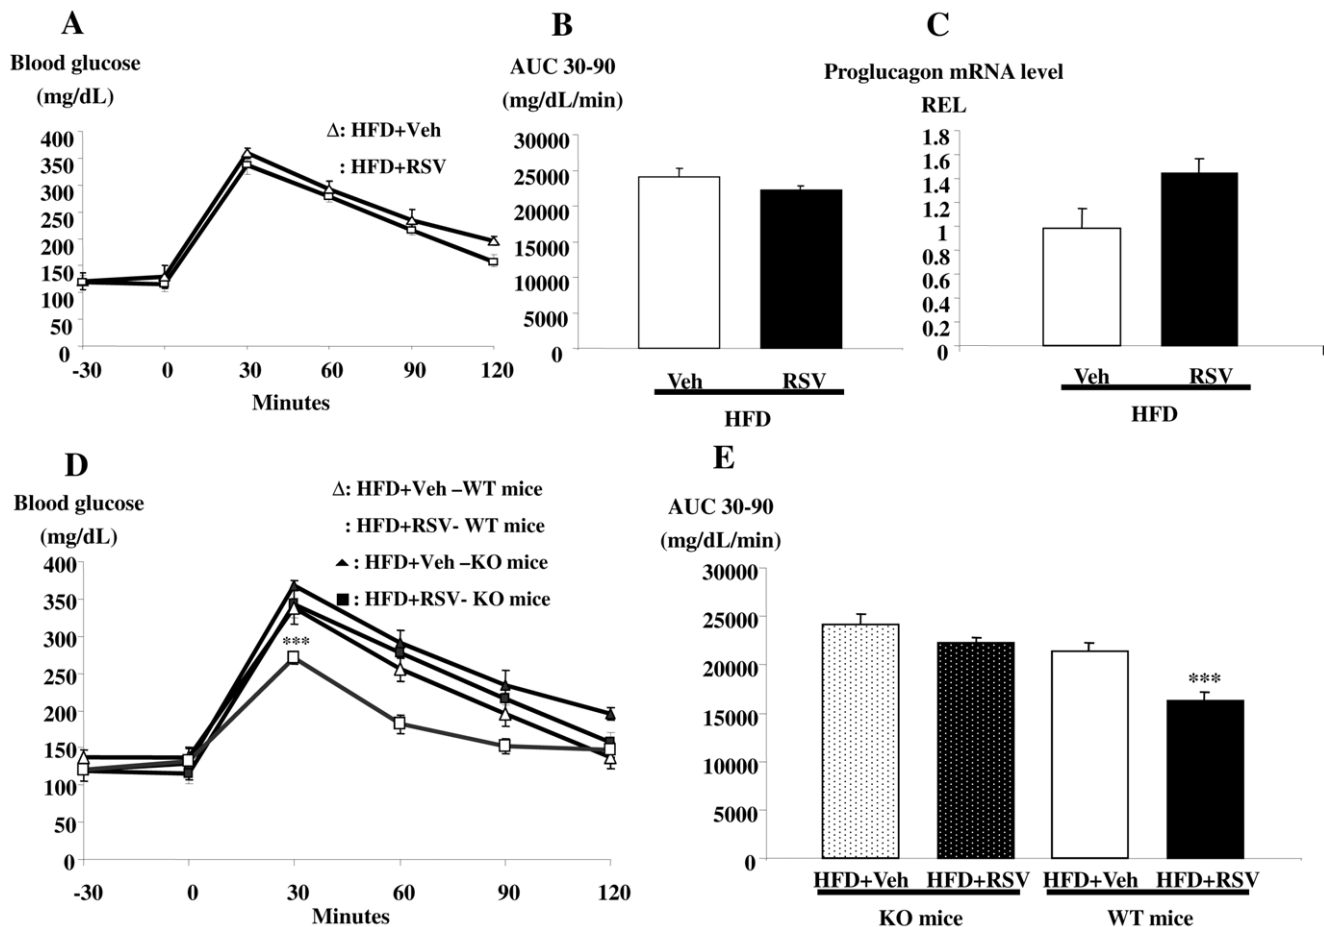 A
Blood glucose
(mg/dL)
400
350
300
250
200
150
100
50
0
-30
0
30
60
90
120
Minutes
Δ: HFD+Veh
: HFD+RSV
B
AUC 30-90
(mg/dL/min)
30000
25000
20000
15000
10000
5000
0
Veh
RSV
HFD
C
Proglucagon mRNA level
REL
1.8
1.6
1.4
1.2
1
0.8
0.6
0.4
0.2
0
Veh
RSV
HFD
D
Blood glucose
(mg/dL)
400
350
300
250
200
150
100
50
0
-30
0
30
60
90
120
Minutes
***
Δ: HFD+Veh –WT mice
: HFD+RSV- WT mice
▲: HFD+Veh –KO mice
■: HFD+RSV- KO mice
E
AUC 30-90
(mg/dL/min)
30000
25000
20000
15000
10000
5000
0
***
HFD+Veh
HFD+RSV
HFD+Veh
HFD+RSV
KO mice
WT mice